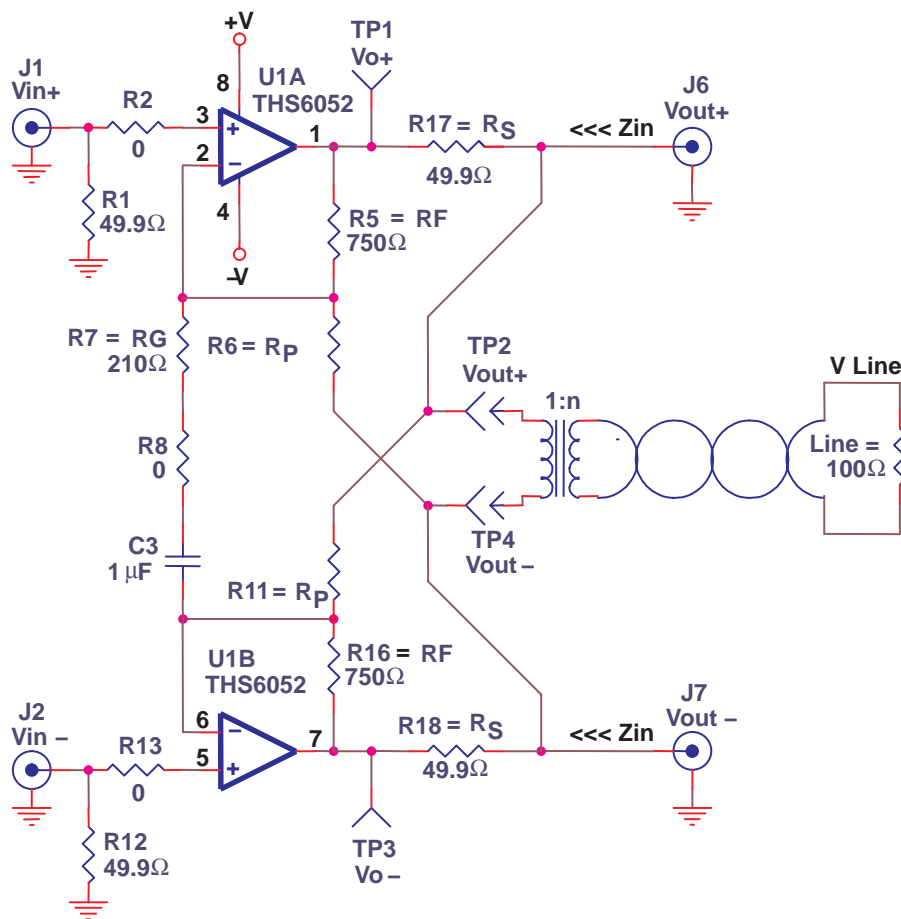 +V
TP1
Vo+
J1
Vin+
8
U1A
THS6052
J6
Vout+
R2
3
+
1
R17 = RS
<<< Zin
0
2
−
49.9Ω
R1
49.9Ω
4
R5 = RF
750Ω
−V
R7 = RG
210Ω
R6 = RP
TP2
Vout+
V Line
1:n
R8
0
Line =
100Ω
TP4
Vout −
C3
1 μF
R11 = RP
U1B
THS6052
R16 = RF
750Ω
J2
Vin −
6
−
7
R18 = RS
<<< Zin
J7
Vout −
R13
5
+
49.9Ω
0
R12
49.9Ω
TP3
Vo −